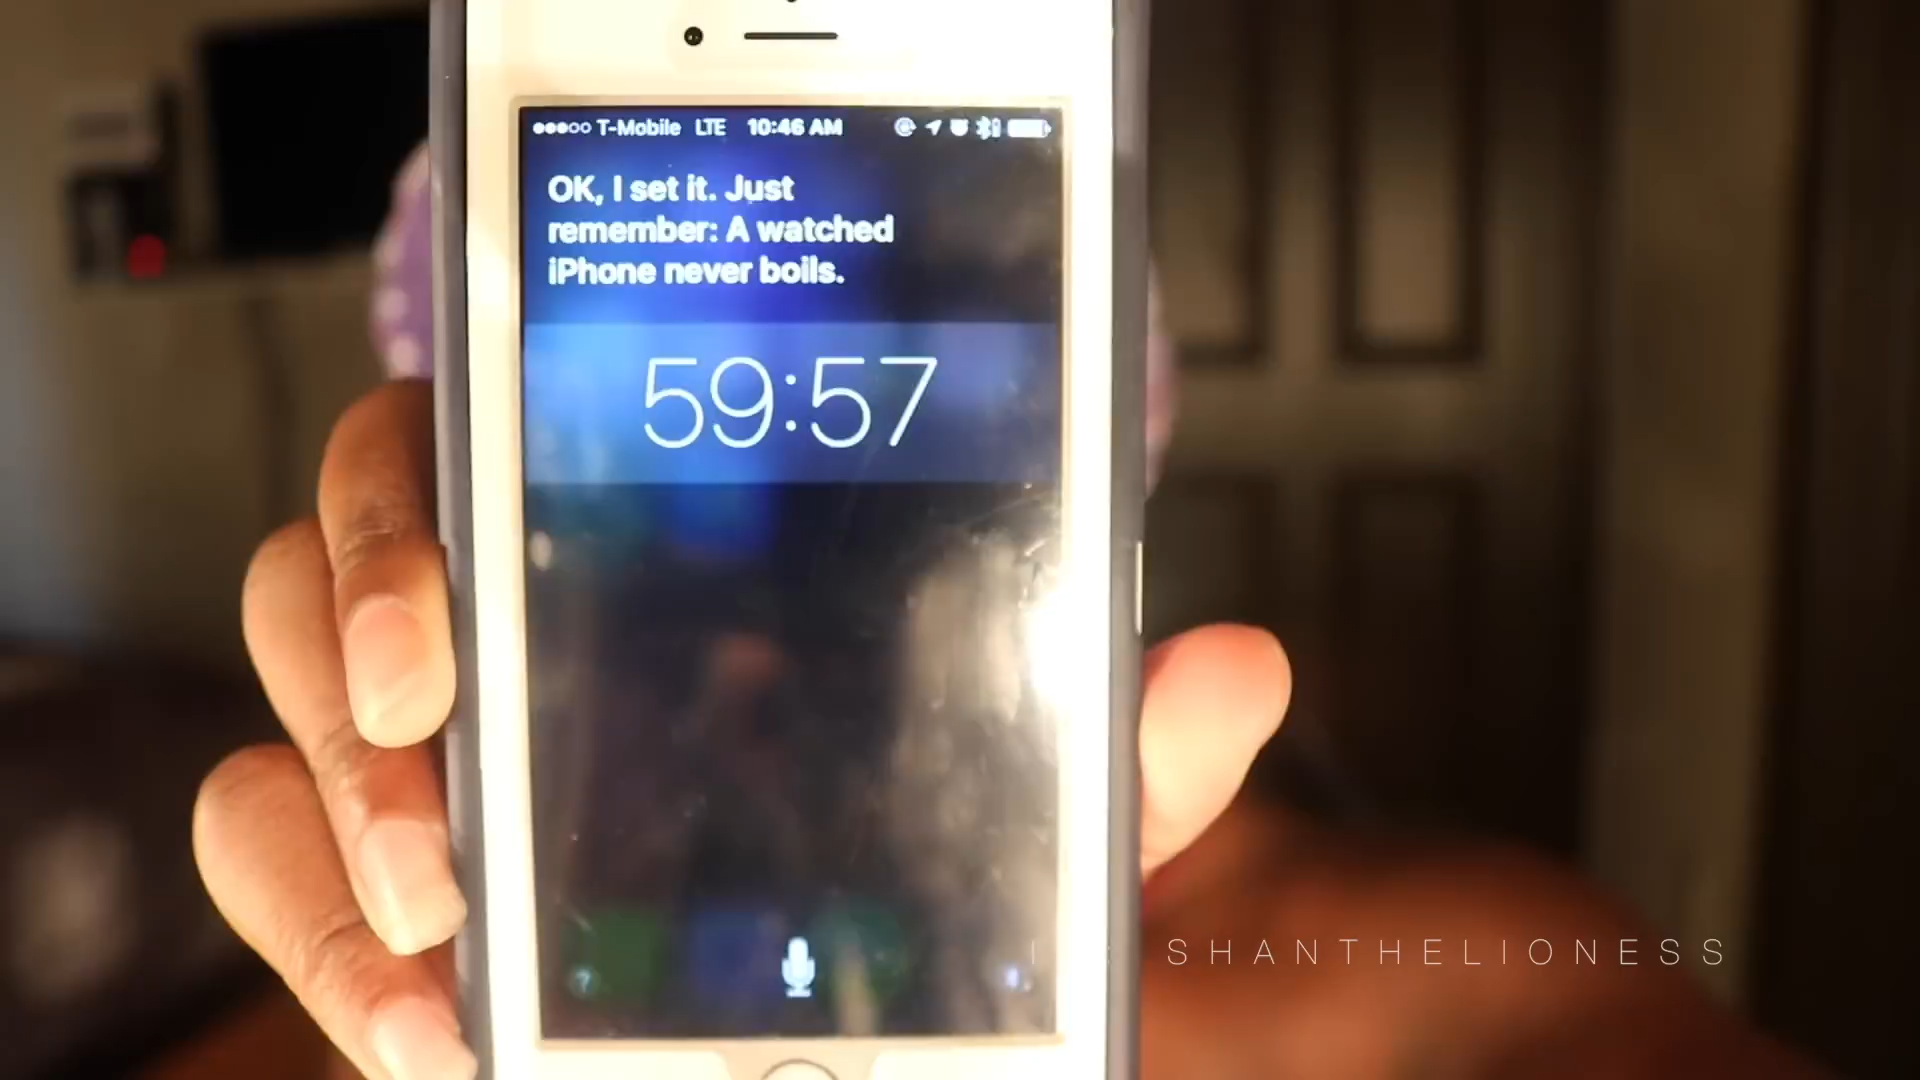 T-Mobile LTE 10:46 AM
OK, I set it. Just
remember: A watched
iPhone never boils.
59:57
?
SHANTHELIONESS